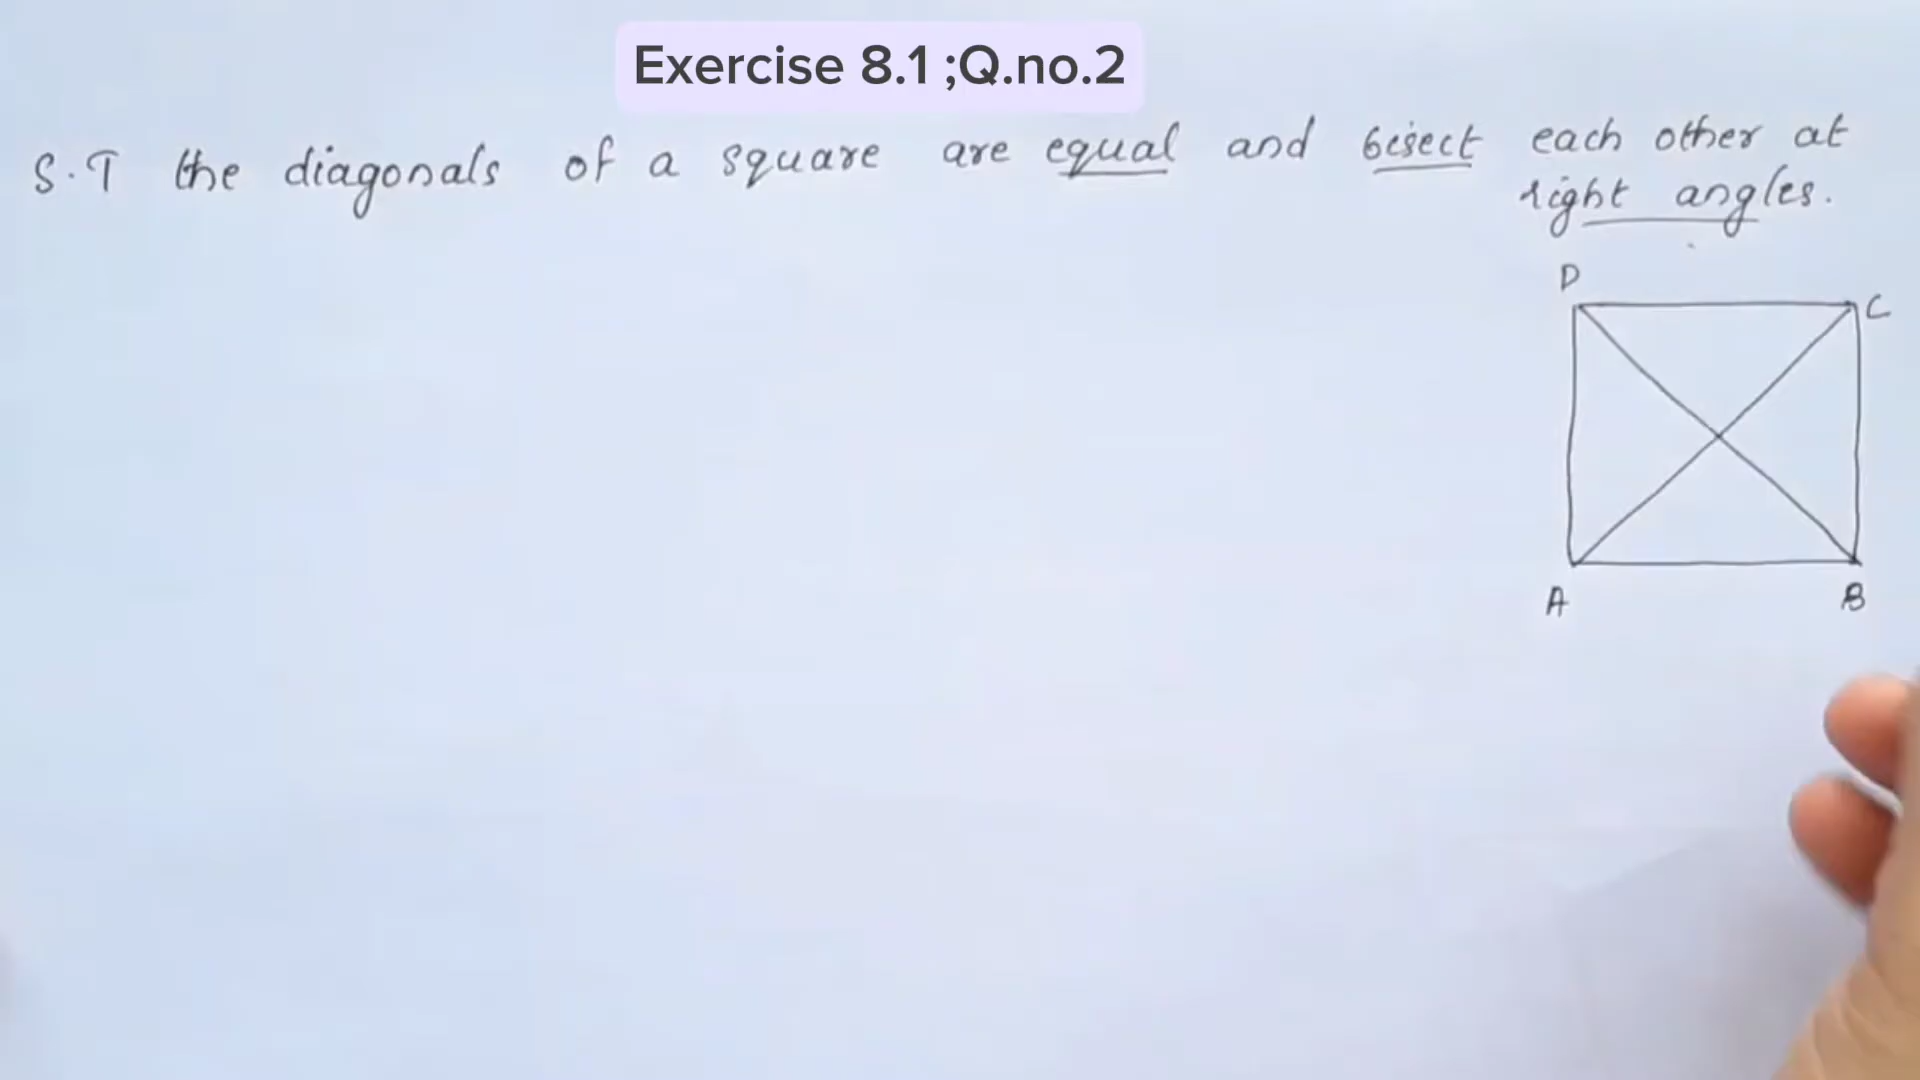 Exercise 8.1 ;Q.no.2
S.T the diagonals of a square are equal and bisect each other at
right angles.
D
C
A
B